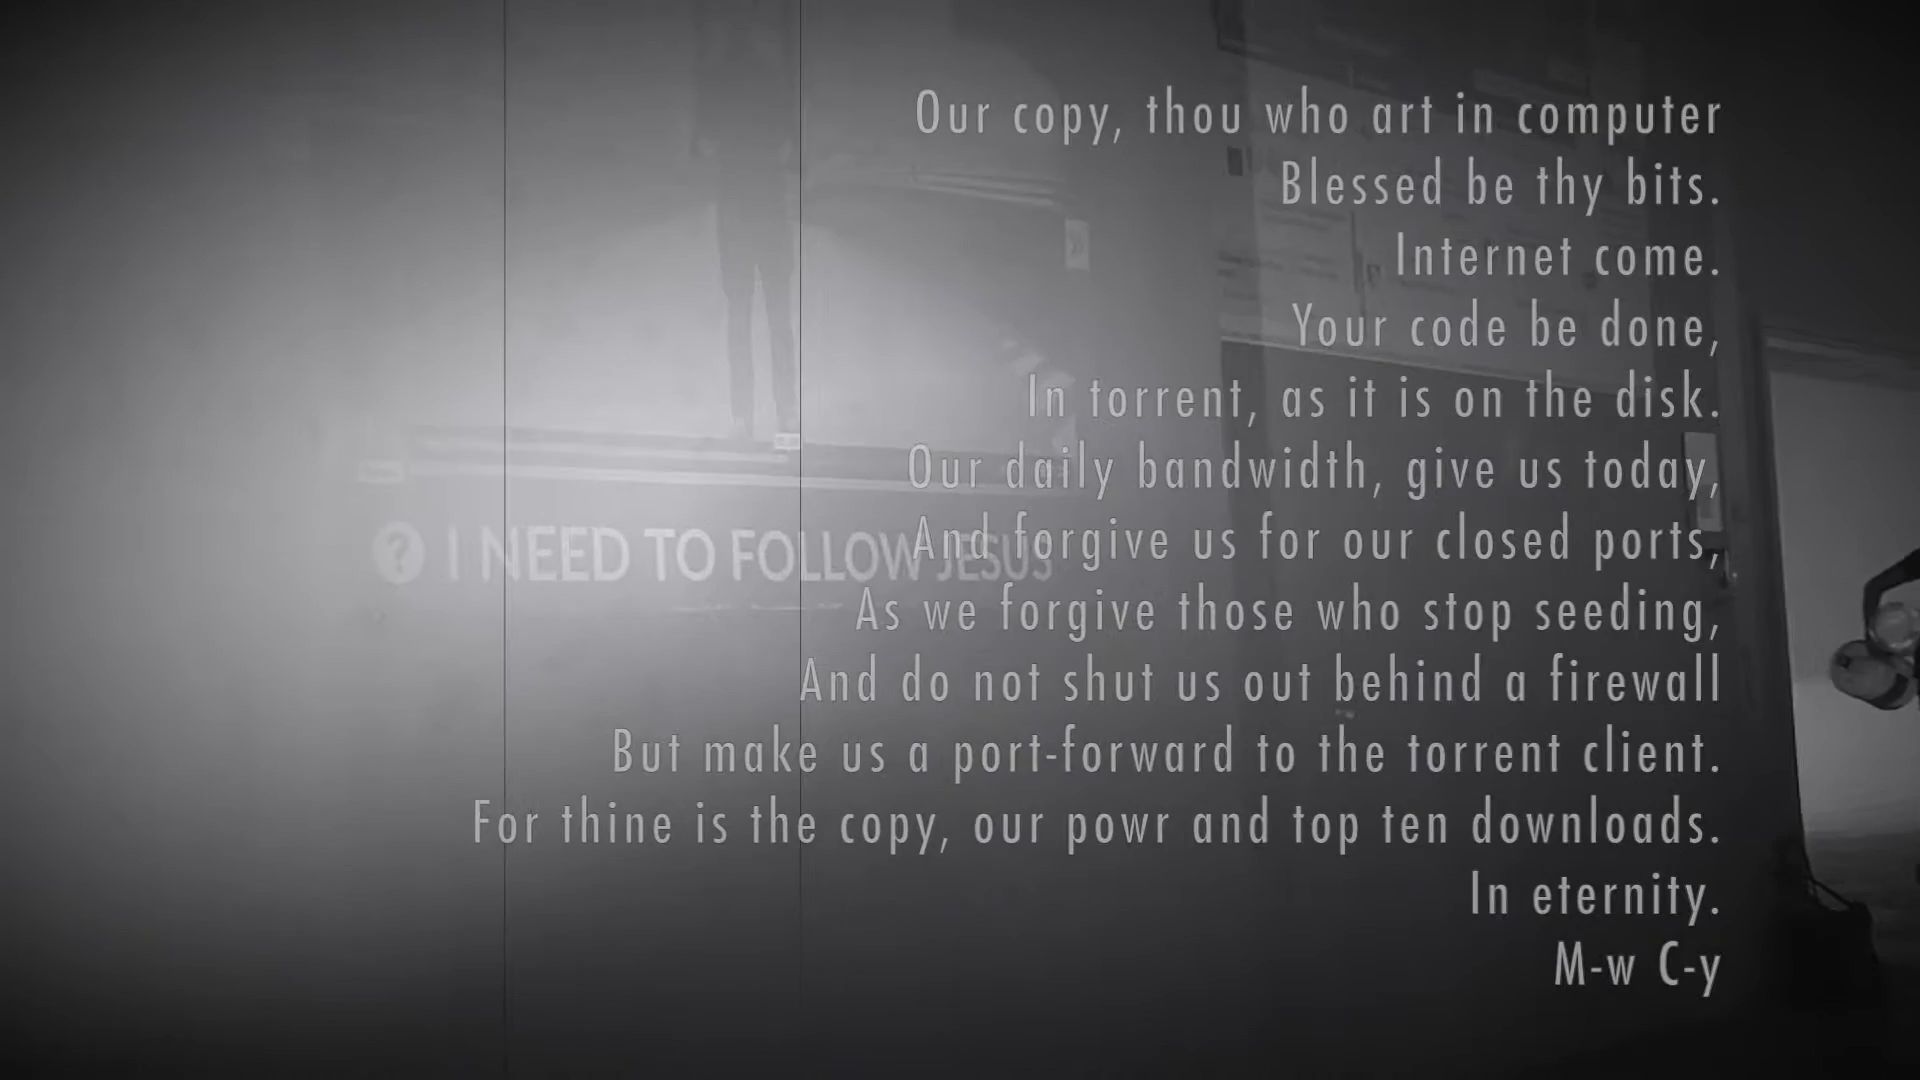 Our copy, thou who art in computer
Blessed be thy bits.
Internet come.
Your code be done,
In torrent, as it is on the disk.
Our daily bandwidth, give us today,
And forgive us for our closed ports,
? I NEED TO FOLLOW JESUS
As we forgive those who stop seeding,
And do not shut us out behind a firewall
But make us a port-forward to the torrent client.
For thine is the copy, our powr and top ten downloads.
In eternity.
M-w C-y